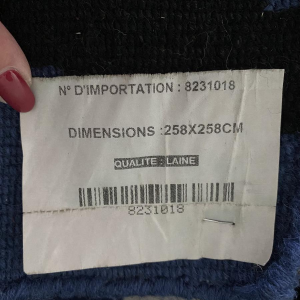 N° D'IMPORTATION : 8231018
DIMENSIONS :258X258CM
QUALITE : LAINE
8231018